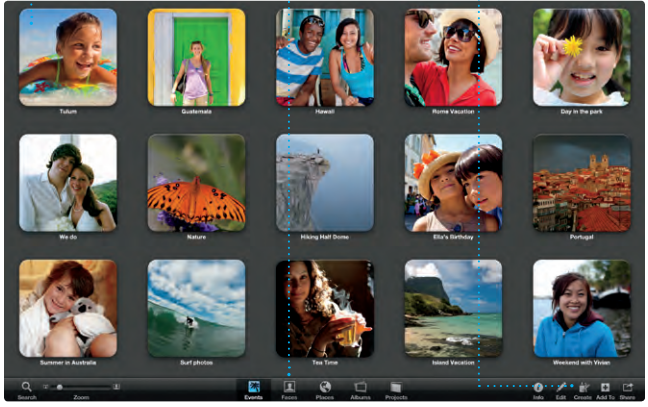 Tulum
Guatemala
Hawaii
Rome Vacation
Day in the park
We do
Nature
Hiking Half Dome
Ella's Birthday
Portugal
Summer in Australia
Surf photos
Tea Time
Island Vacation
Weekend with Vivian
Search
Zoom
Events
Faces
Places
Albums
Projects
Info
Edit
Create
Add To
Share